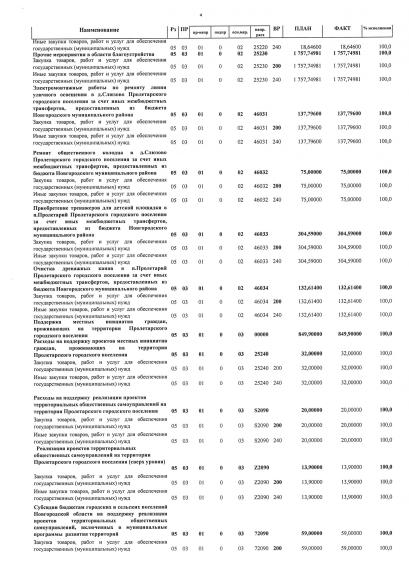 Наименование Рз ПР пр-напр подпр осн.мер. напр. расх ВР ПЛАН ФАКТ % исполнения
Иные закупки товаров, работ и услуг для обеспечения
государственных (муниципальных) нужд 05 03 01 0 02 25220 240 18,64600 18,64600 100,0
Прочие мероприятия в области благоустройства 05 03 01 0 02 25230 1 757,74981 1 757,74981 100,0
Закупка товаров, работ и услуг для обеспечения
государственных (муниципальных) нужд 05 03 01 0 02 25230 200 1 757,74981 1 757,74981 100,0
Иные закупки товаров, работ и услуг для обеспечения
государственных (муниципальных) нужд 05 03 01 0 02 25230 240 1 757,74981 1 757,74981 100,0
Электромонтажные работы по ремонту линии
уличного освещения в д.Слизово Пролетарского
городского поселения за счет иных межбюджетных
трансфертов, предоставленных из бюджета
Новгородского муниципального района 05 03 01 0 02 46031 137,79600 137,79600 100,0
Закупка товаров, работ и услуг для обеспечения
государственных (муниципальных) нужд 05 03 01 0 02 46031 200 137,79600 137,79600 100,0
Иные закупки товаров, работ и услуг для обеспечения
государственных (муниципальных) нужд 05 03 01 0 02 46031 240 137,79600 137,79600 100,0
Ремонт общественного колодца в д.Слизово
Пролетарского городского поселения за счет иных
межбюджетных трансфертов, предоставленных из
бюджета Новгородского муниципального района 05 03 01 0 02 46032 75,00000 75,00000 100,0
Закупка товаров, работ и услуг для обеспечения
государственных (муниципальных) нужд 05 03 01 0 02 46032 200 75,00000 75,00000 100,0
Иные закупки товаров, работ и услуг для обеспечения
государственных (муниципальных) нужд 05 03 01 0 02 46032 240 75,00000 75,00000 100,0
Приобретение тренажеров для детской площадки в
п.Пролетарий Пролетарского городского поселения
за счет иных межбюджетных трансфертов,
предоставленных из бюджета Новгородского
муниципального района 05 03 01 0 02 46033 304,59000 304,59000 100,0
Закупка товаров, работ и услуг для обеспечения
государственных (муниципальных) нужд 05 03 01 0 02 46033 200 304,59000 304,59000 100,0
Иные закупки товаров, работ и услуг для обеспечения
государственных (муниципальных) нужд 05 03 01 0 02 46033 240 304,59000 304,59000 100,0
Очистка дренажных канав в п.Пролетарий
Пролетарского городского поселения за счет иных
межбюджетных трансфертов, предоставленных из
бюджета Новгородского муниципального района 05 03 01 0 02 46034 132,61400 132,61400 100,0
Закупка товаров, работ и услуг для обеспечения
государственных (муниципальных) нужд 05 03 01 0 02 46034 200 132,61400 132,61400 100,0
Иные закупки товаров, работ и услуг для обеспечения
государственных (муниципальных) нужд 05 03 01 0 02 46034 240 132,61400 132,61400 100,0
Поддержка местных инициатив граждан,
проживающих на территории Пролетарского
городского поселения 05 03 01 0 03 00000 849,90000 849,90000 100,0
Расходы на поддержку проектов местных инициатив
граждан, проживающих на территории
Пролетарского городского поселения 05 03 01 0 03 25240 32,00000 32,00000 100,0
Закупка товаров, работ и услуг для обеспечения
государственных (муниципальных) нужд 05 03 01 0 03 25240 200 32,00000 32,00000 100,0
Иные закупки товаров, работ и услуг для обеспечения
государственных (муниципальных) нужд 05 03 01 0 03 25240 240 32,00000 32,00000 100,0
Расходы на поддержку реализации проектов
территориальных общественных самоуправлений на
территории Пролетарского городского поселения 05 03 01 0 03 S2090 20,00000 20,00000 100,0
Закупка товаров, работ и услуг для обеспечения
государственных (муниципальных) нужд 05 03 01 0 03 S2090 200 20,00000 20,00000 100,0
Иные закупки товаров, работ и услуг для обеспечения
государственных (муниципальных) нужд 05 03 01 0 03 S2090 240 20,00000 20,00000 100,0
Реализация проектов территориальных
общественных самоуправлений на территории
Пролетарского городского поселения (сверх уровня) 05 03 01 0 03 Z2090 13,90000 13,90000 100,0
Закупка товаров, работ и услуг для обеспечения
государственных (муниципальных) нужд 05 03 01 0 03 Z2090 200 13,90000 13,90000 100,0
Иные закупки товаров, работ и услуг для обеспечения
государственных (муниципальных) нужд 05 03 01 0 03 Z2090 240 13,90000 13,90000 100,0
Субсидии бюджетам городских и сельских поселений
Новгородской области на поддержку реализации
проектов территориальных общественных
самоуправлений, включенных в муниципальные
программы развития территорий 05 03 01 0 03 72090 59,00000 59,00000 100,0
Закупка товаров, работ и услуг для обеспечения
государственных (муниципальных) нужд 05 03 01 0 03 72090 200 59,00000 59,00000 100,0